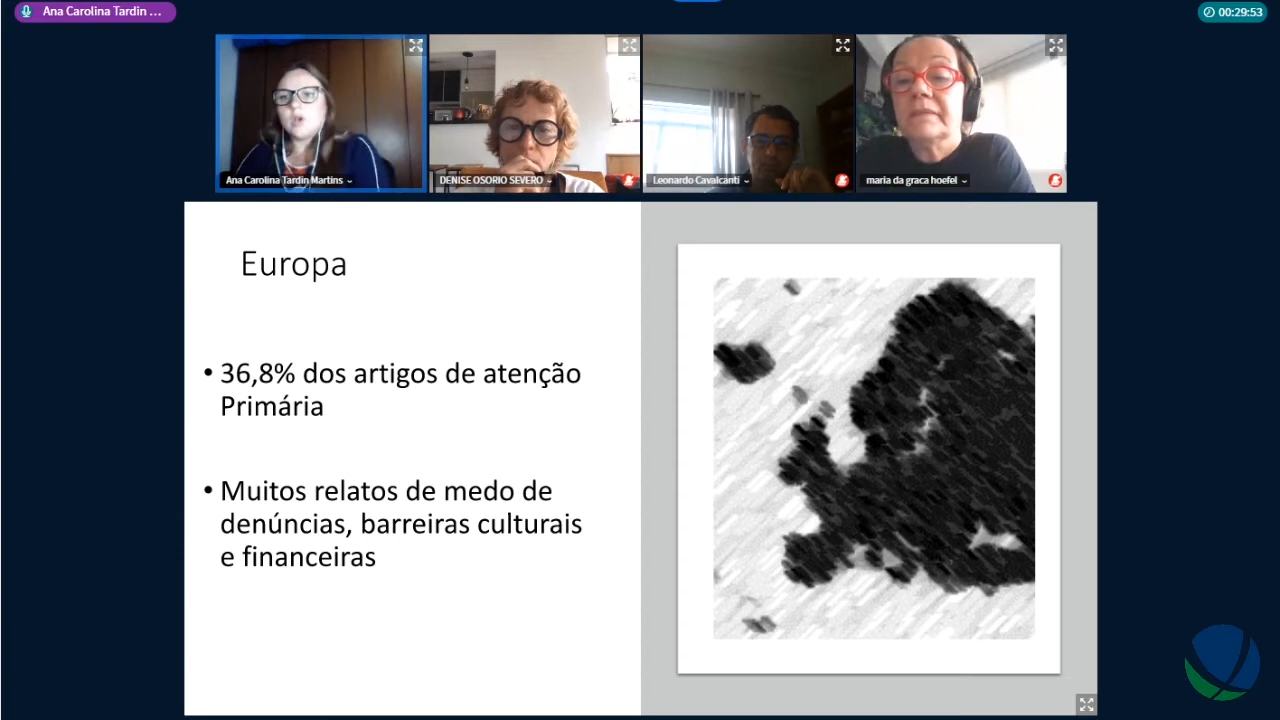 Ana Carolina Tardin ...
00:29:53
Ana Carolina Tardin Martins
DENISE OSORIO SEVERO
Leonardo Cavalcanti
maria da graca hoefel
Europa
• 36,8% dos artigos de atenção
Primária
• Muitos relatos de medo de
denúncias, barreiras culturais
e financeiras